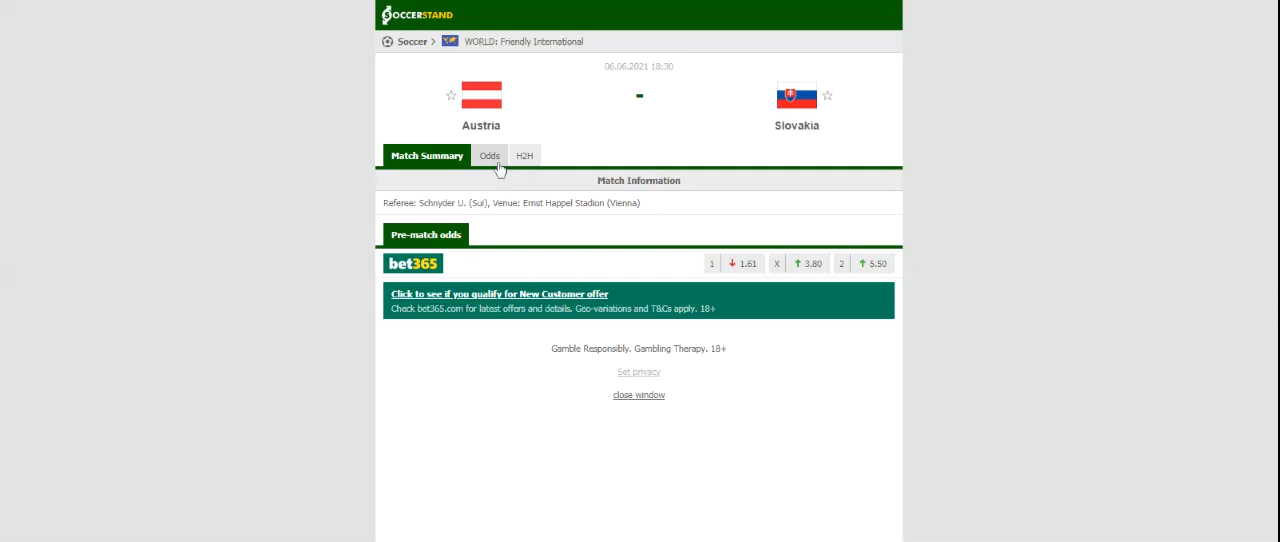 SOCCERSTAND
Soccer > WORLD: Friendly International
06.06.2021 18:30
-
Austria
Slovakia
Match Summary Odds H2H
Match Information
Referee: Schnyder U. (Sui), Venue: Ernst Happel Stadion (Vienna)
Pre-match odds
bet365 1 1.61 X 3.80 2 5.50
Click to see if you qualify for New Customer offer
Check bet365.com for latest offers and details. Geo-variations and T&Cs apply. 18+
Gamble Responsibly. Gambling Therapy. 18+
Set privacy
close window